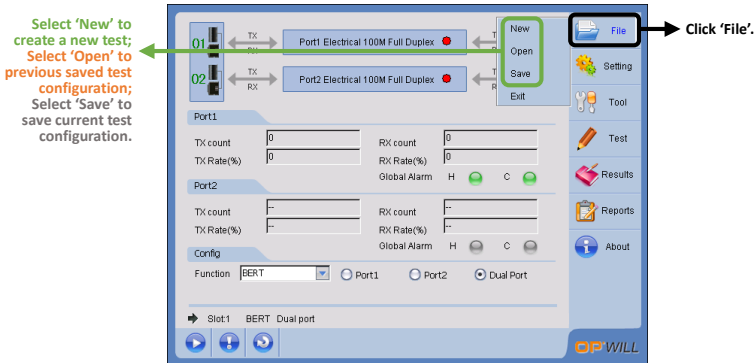 Select ‘New’ to
create a new test;
Select ‘Open’ to
previous saved test
configuration;
Select ‘Save’ to
save current test
configuration.
Click ‘File’.
01
TX
RX
Port1 Electrical 100M Full Duplex
02
TX
RX
Port2 Electrical 100M Full Duplex
New
Open
Save
Exit
File
Setting
Tool
Test
Results
Reports
About
Port1
TX count 0 RX count 0
TX Rate(%) 0 RX Rate(%) 0
Global Alarm H C
Port2
TX count -- RX count --
TX Rate(%) -- RX Rate(%) --
Global Alarm H C
Config
Function BERT Port1 Port2 Dual Port
Slot:1 BERT Dual port
OPWILL